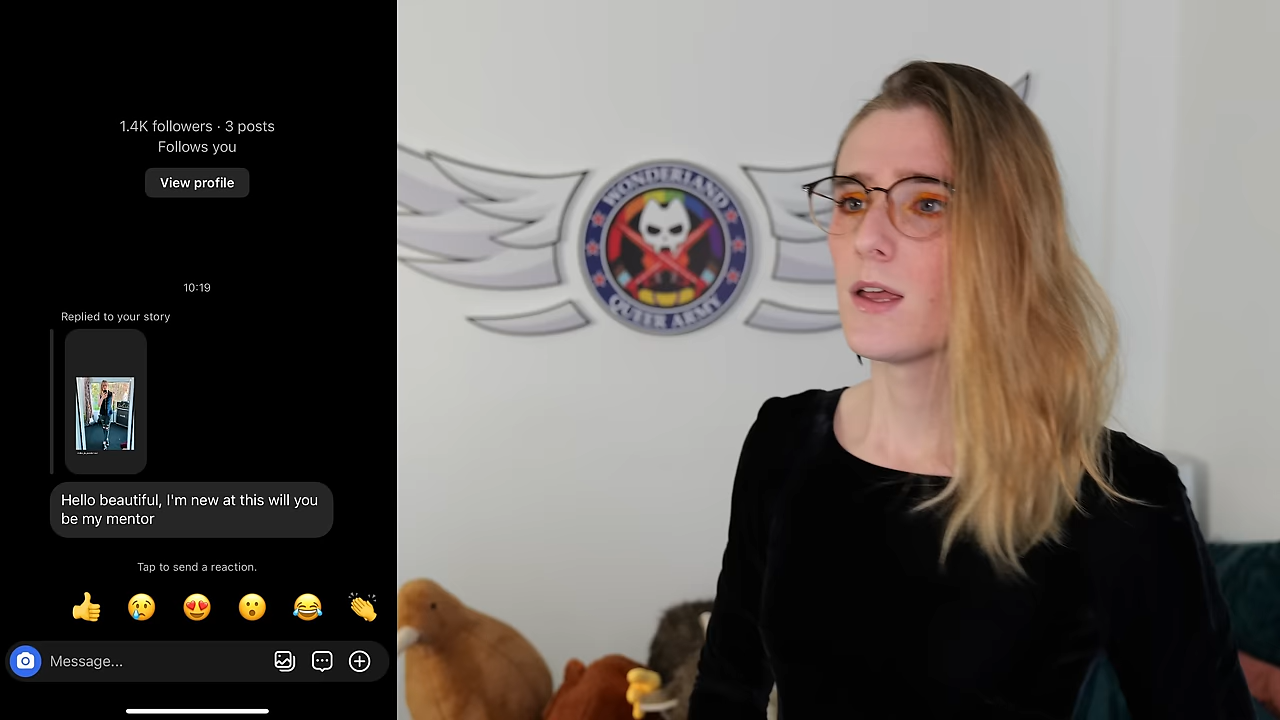 1.4K followers · 3 posts
Follows you
View profile
10:19
Replied to your story
Hello beautiful, I'm new at this will you
be my mentor
Tap to send a reaction.
Message...
WONDERLAND
QUEER ARMY